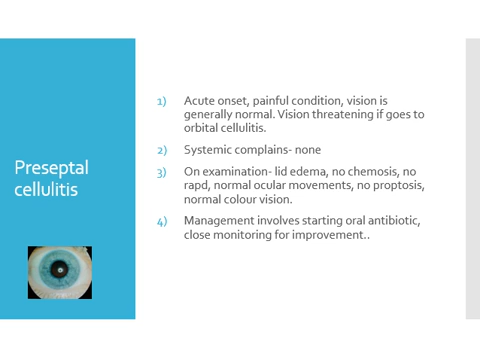 Preseptal
cellulitis
1) Acute onset, painful condition, vision is
generally normal. Vision threatening if goes to
orbital cellulitis.
2) Systemic complains- none
3) On examination- lid edema, no chemosis, no
rapd, normal ocular movements, no proptosis,
normal colour vision.
4) Management involves starting oral antibiotic,
close monitoring for improvement..